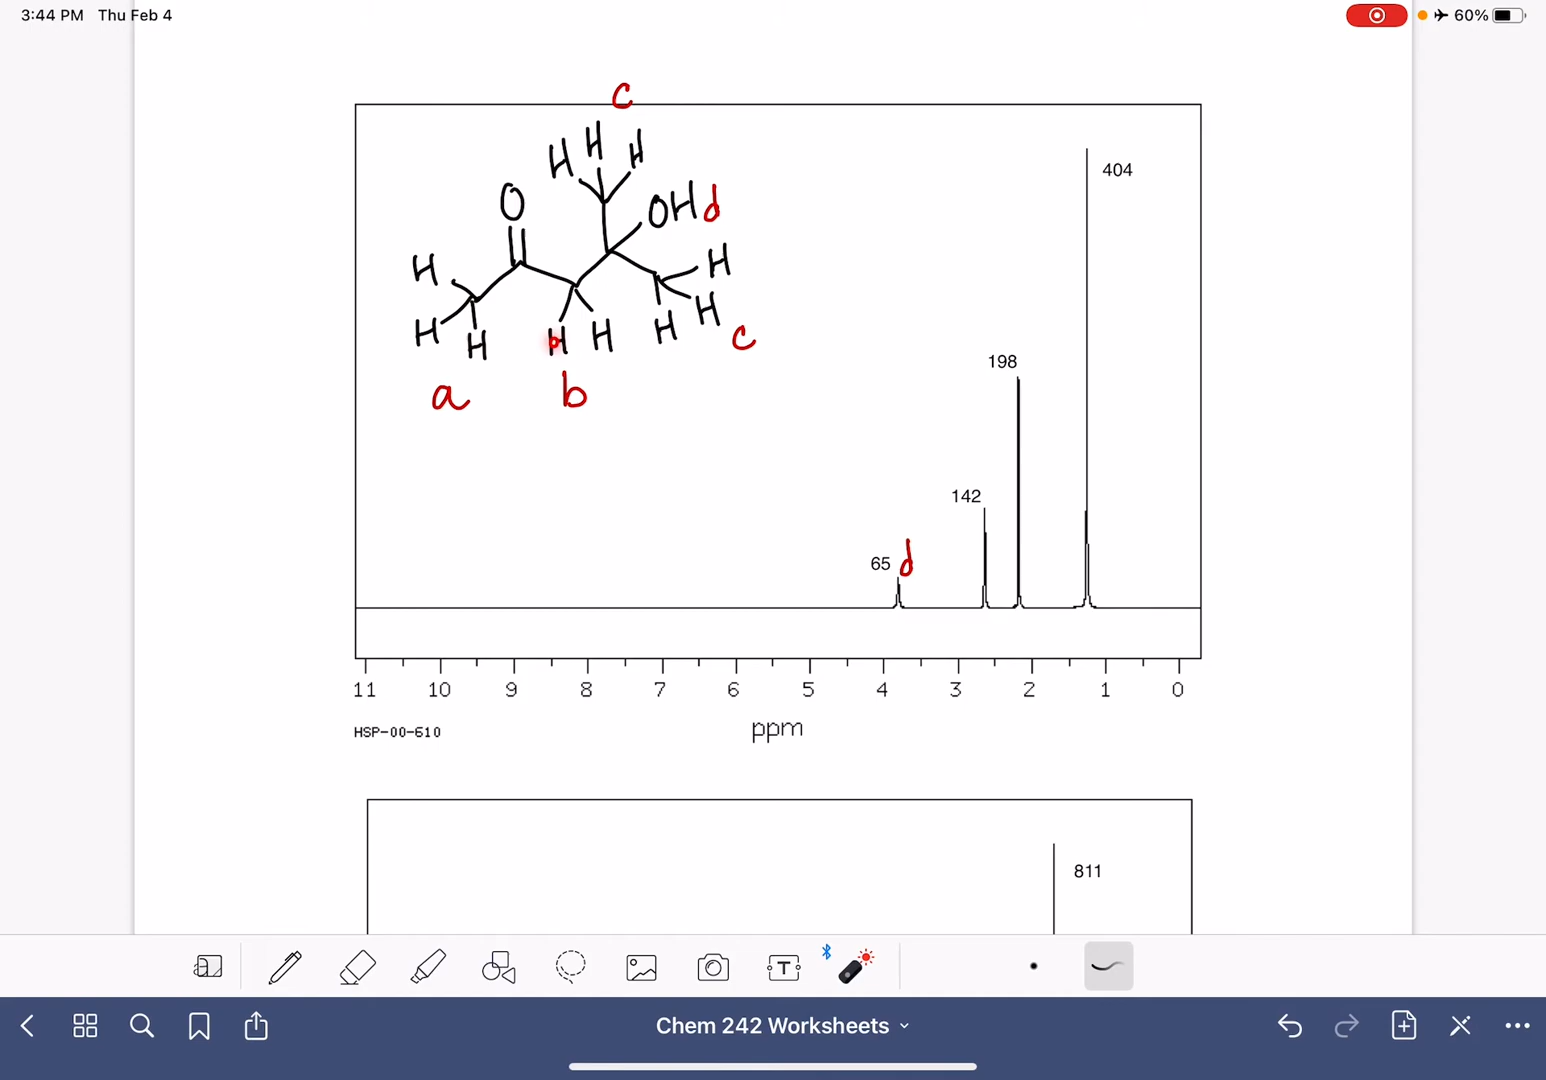 3:44 PM Thu Feb 4
60%
c
H H H
O
OH d
H
H
H
H
H
H H H
c
a
b
404
198
142
65 d
11 10 9 8 7 6 5 4 3 2 1 0
HSP-00-610
ppm
811
T
Chem 242 Worksheets